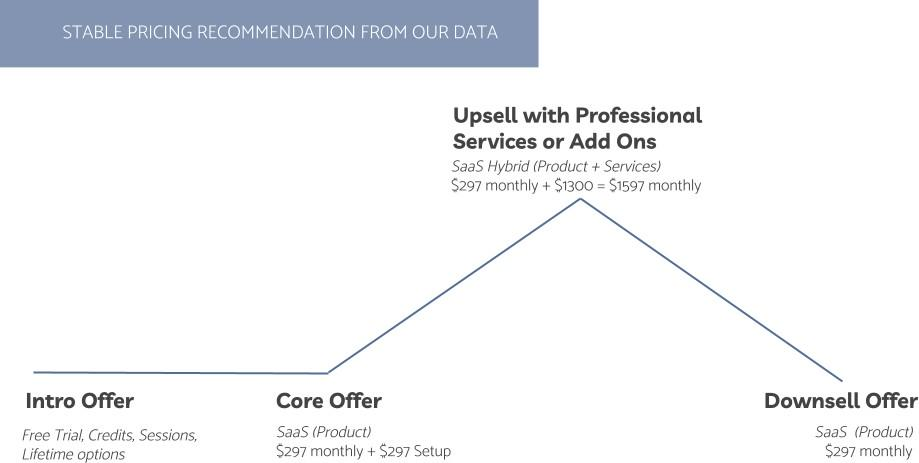 STABLE PRICING RECOMMENDATION FROM OUR DATA
Upsell with Professional
Services or Add Ons
SaaS Hybrid (Product + Services)
$297 monthly + $1300 = $1597 monthly
Intro Offer
Free Trial, Credits, Sessions,
Lifetime options
Core Offer
SaaS (Product)
$297 monthly + $297 Setup
Downsell Offer
SaaS (Product)
$297 monthly